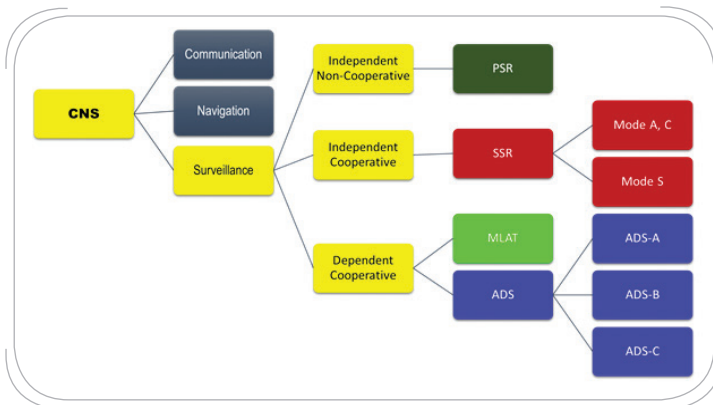 CNS
Communication
Navigation
Surveillance
Independent
Non-Cooperative
Independent
Cooperative
Dependent
Cooperative
PSR
SSR
MLAT
ADS
Mode A, C
Mode S
ADS-A
ADS-B
ADS-C